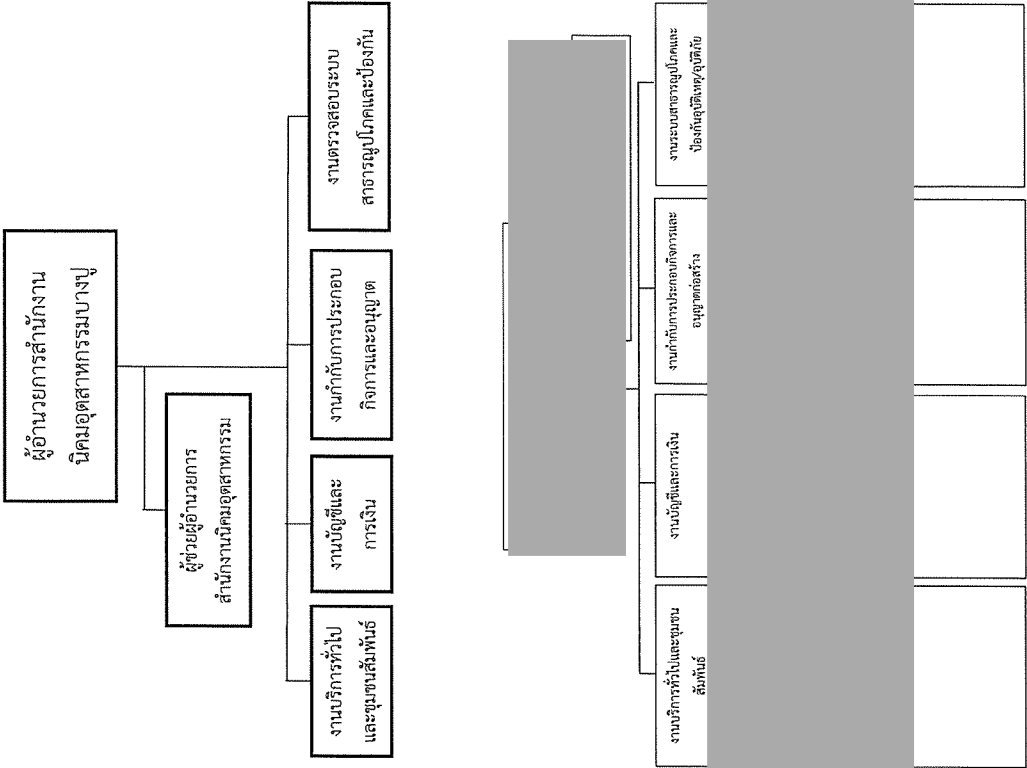 ผู้อำนวยการสำนักงาน
นิคมอุตสาหกรรมบางปู
ผู้ช่วยผู้อำนวยการ
สำนักงานนิคมอุตสาหกรรม
งานบริการทั่วไป
และชุมชนสัมพันธ์
งานบัญชีและ
การเงิน
งานกำกับการประกอบ
กิจการและอนุญาต
งานตรวจสอบระบบ
สาธารณูปโภคและป้องกัน
งานบริการทั่วไปและชุมชน
สัมพันธ์
งานบัญชีและการเงิน
งานกำกับการประกอบกิจการและ
อนุญาตก่อสร้าง
งานระบบสาธารณูปโภคและ
ป้องกันอุบัติเหตุ/อุบัติภัย